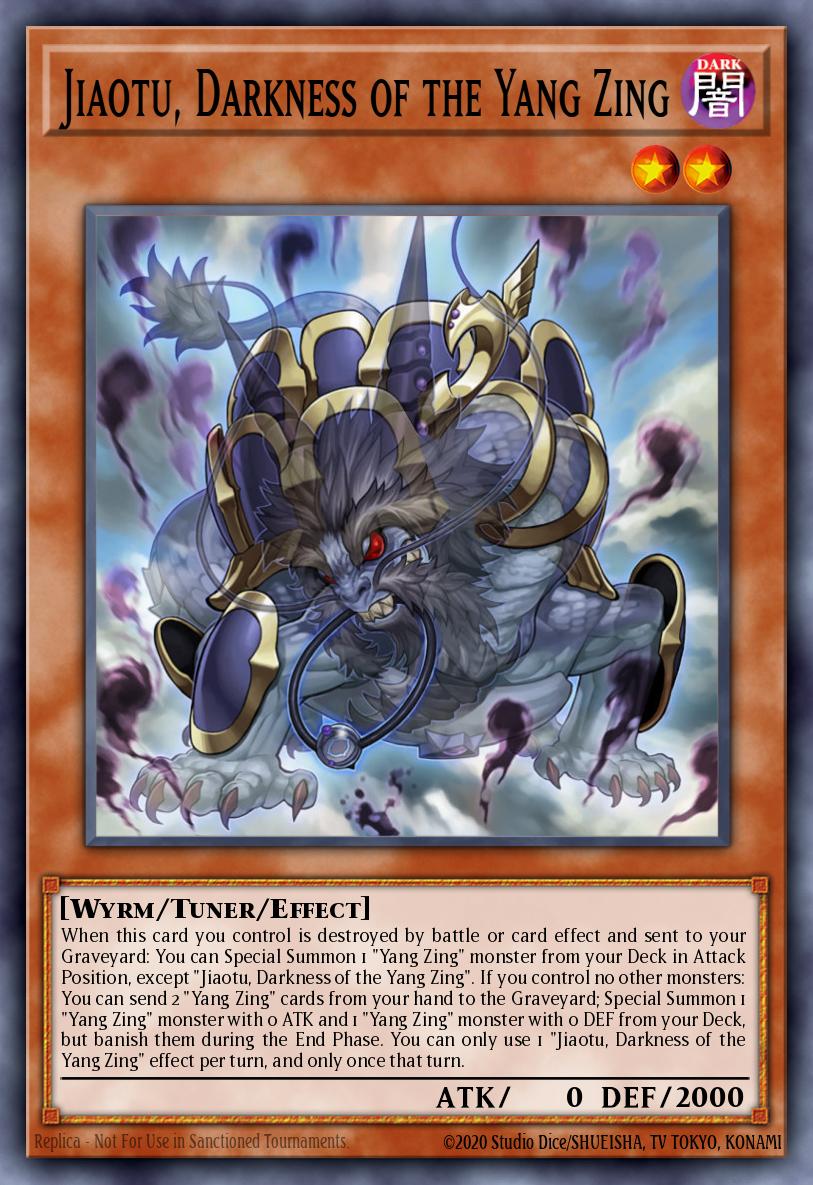 Jiaotu, Darkness of the Yang Zing
DARK
闇
[Wyrm/Tuner/Effect]
When this card you control is destroyed by battle or card effect and sent to your
Graveyard: You can Special Summon 1 "Yang Zing" monster from your Deck in Attack
Position, except "Jiaotu, Darkness of the Yang Zing". If you control no other monsters:
You can send 2 "Yang Zing" cards from your hand to the Graveyard; Special Summon 1
"Yang Zing" monster with 0 ATK and 1 "Yang Zing" monster with 0 DEF from your Deck,
but banish them during the End Phase. You can only use 1 "Jiaotu, Darkness of the
Yang Zing" effect per turn, and only once that turn.
ATK/ 0 DEF/2000
Replica - Not For Use in Sanctioned Tournaments.
©2020 Studio Dice/SHUEISHA, TV TOKYO, KONAMI